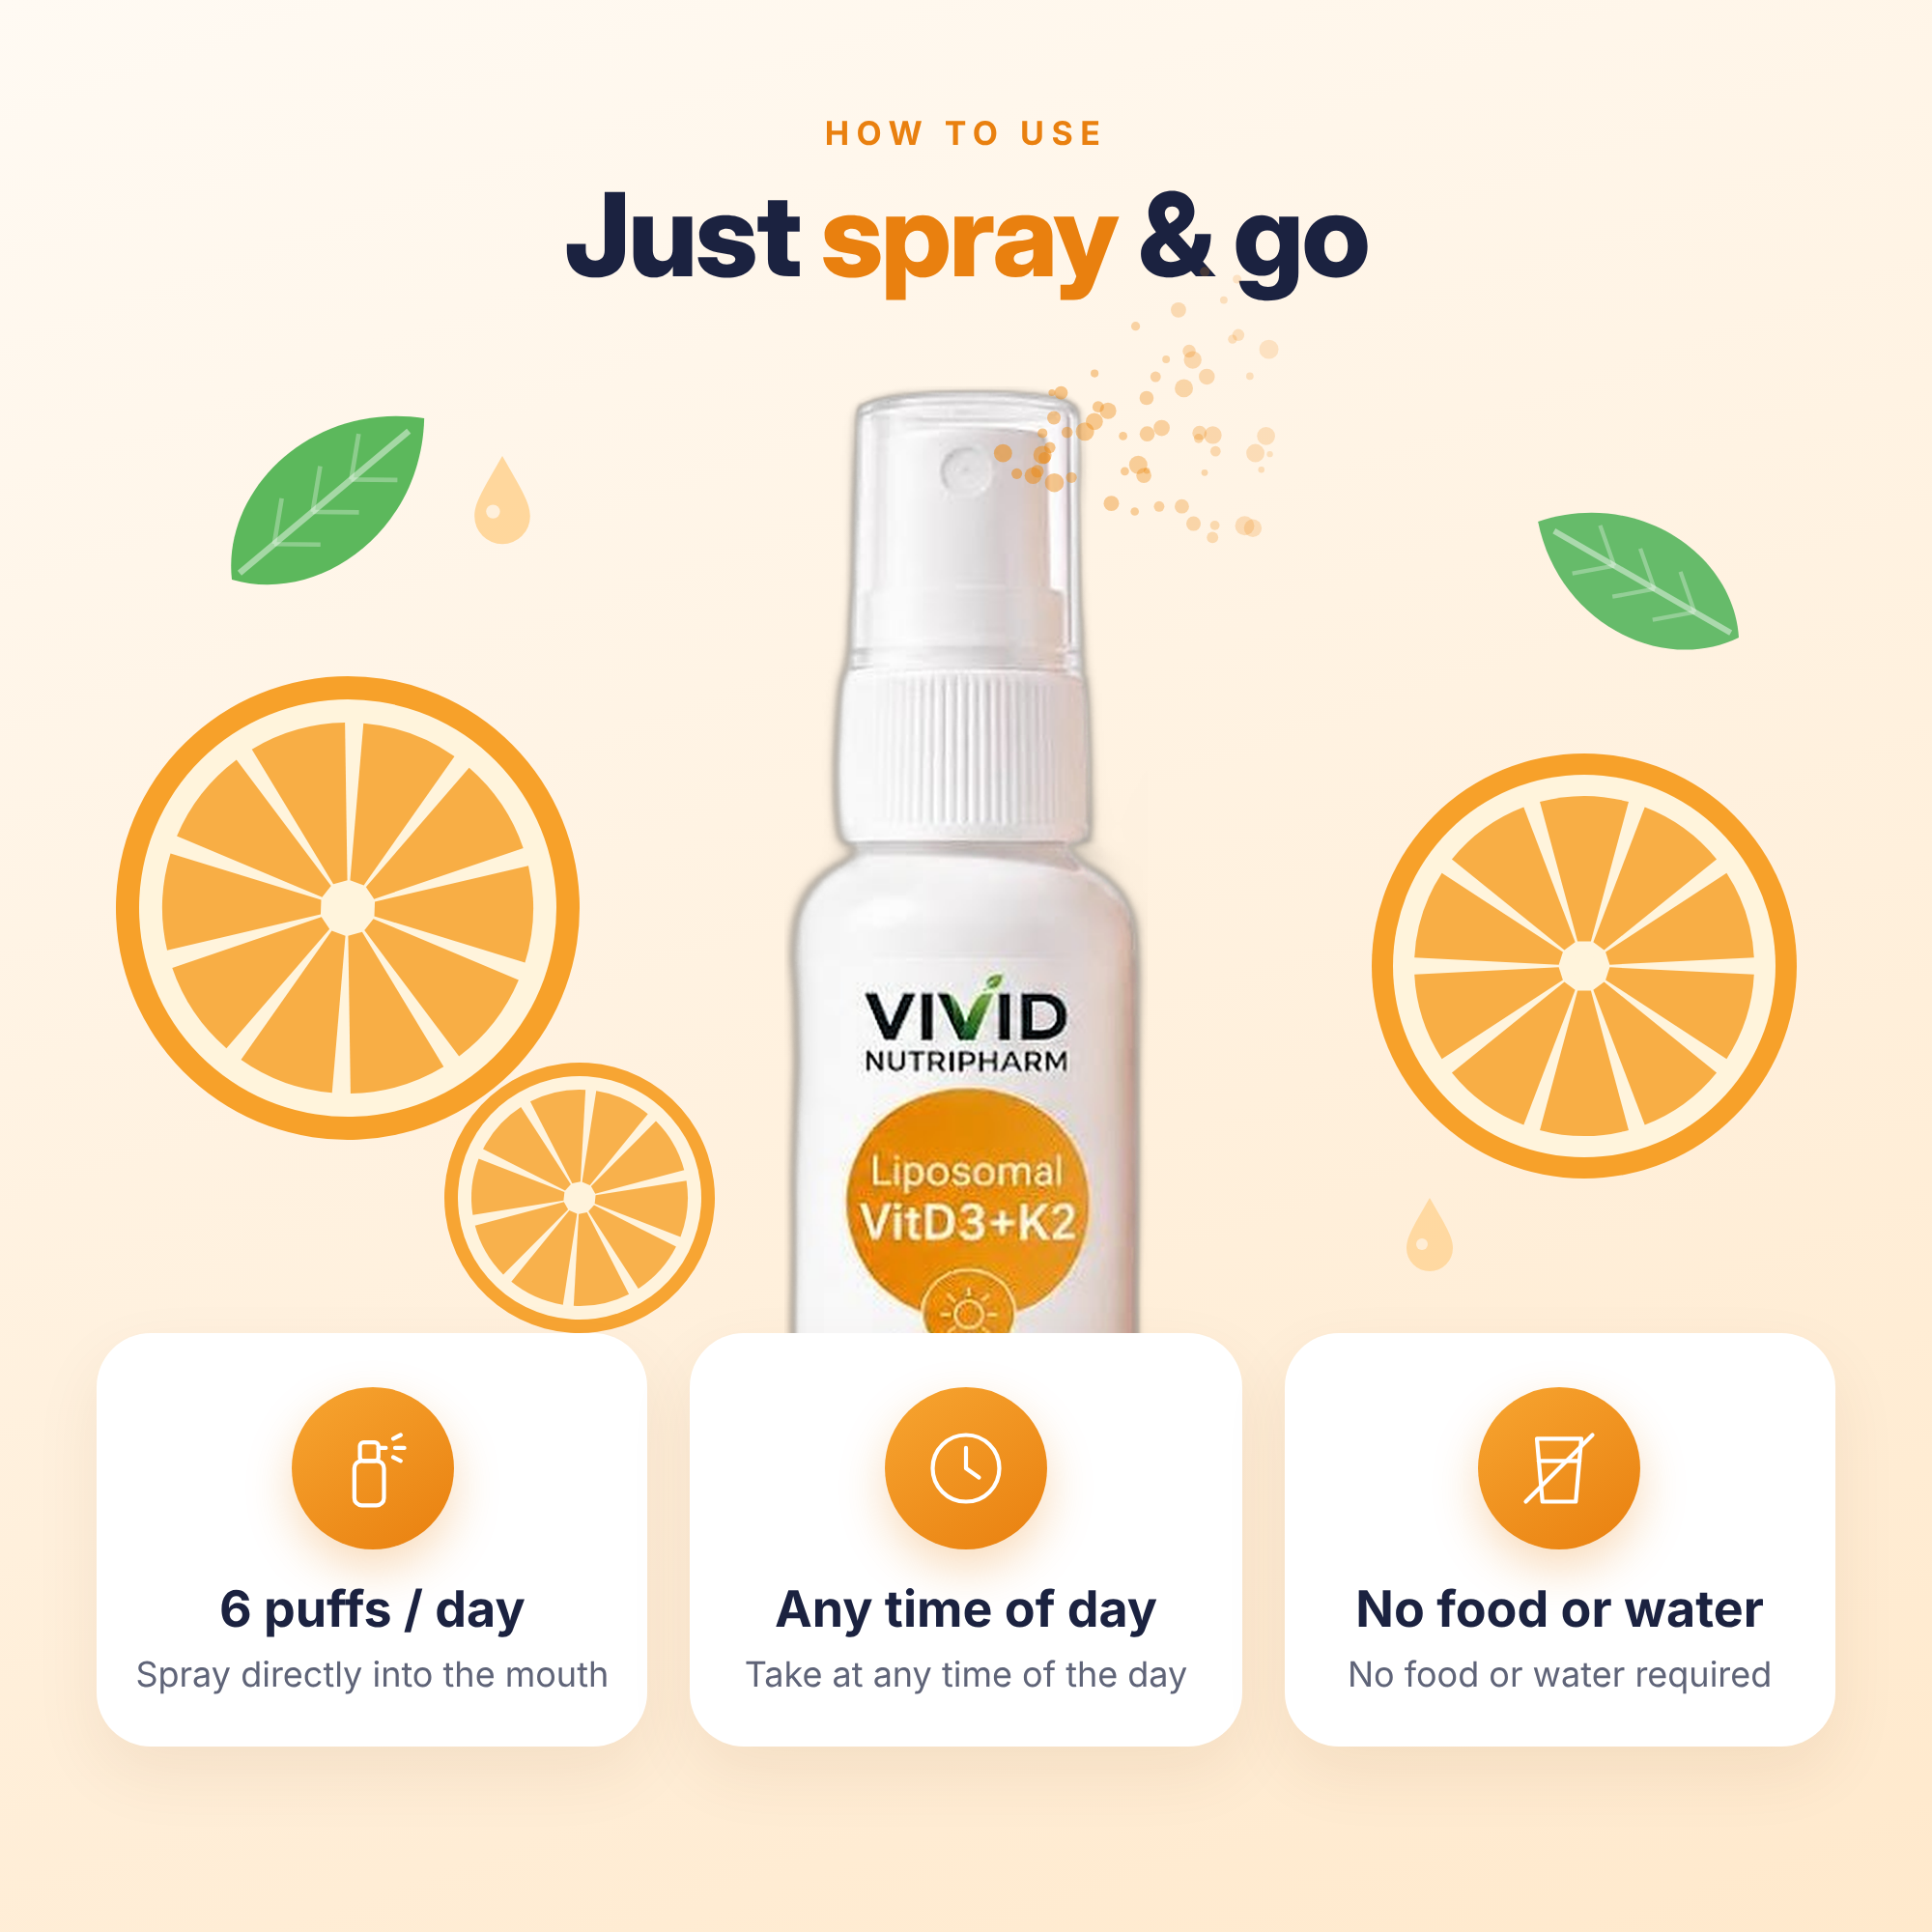 HOW TO USE
Just spray & go
VIVID
NUTRIPHARM
Liposomal
VitD3+K2
6 puffs / day
Spray directly into the mouth
Any time of day
Take at any time of the day
No food or water
No food or water required